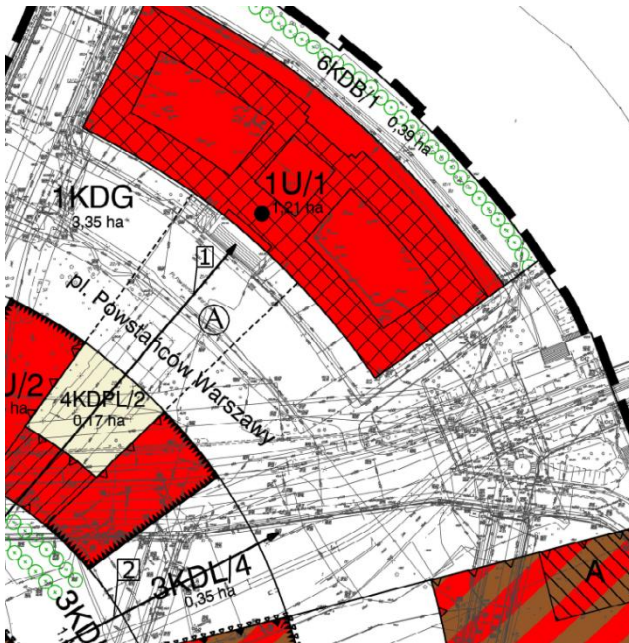 6KDB/1 0,39 ha
1U/1
1,21 ha
1KDG
3,35 ha
1
A
pl. Powstańców Warszawy
U/2
ha
4KDPL/2
0,17 ha
2
3KDL/4
0,35 ha
3KD
A